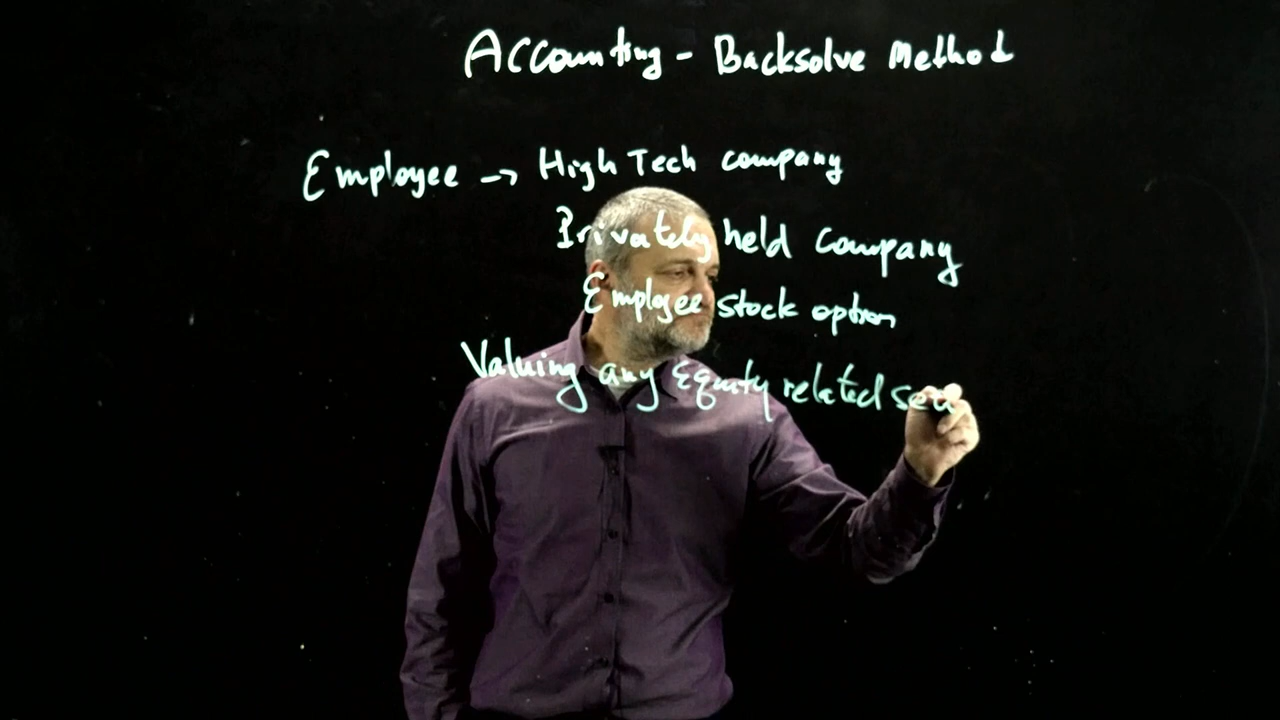 Accounting - Backsolve Method
Employee → High Tech company
Privately held company
Employee stock option
Valuing any Equity related secu